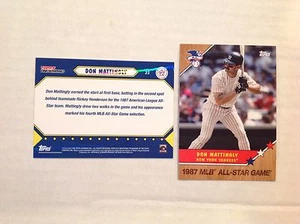 DON MATTINGLY
Don Mattingly earned the start at first base, batting in the second spot
behind teammate Rickey Henderson for the 1987 American League All-
Star team. Mattingly drew two walks in the game and his appearance
marked his fourth MLB All-Star Game selection.
Topps
Topps
DON MATTINGLY
NEW YORK YANKEES
1987 MLB ALL-STAR GAME